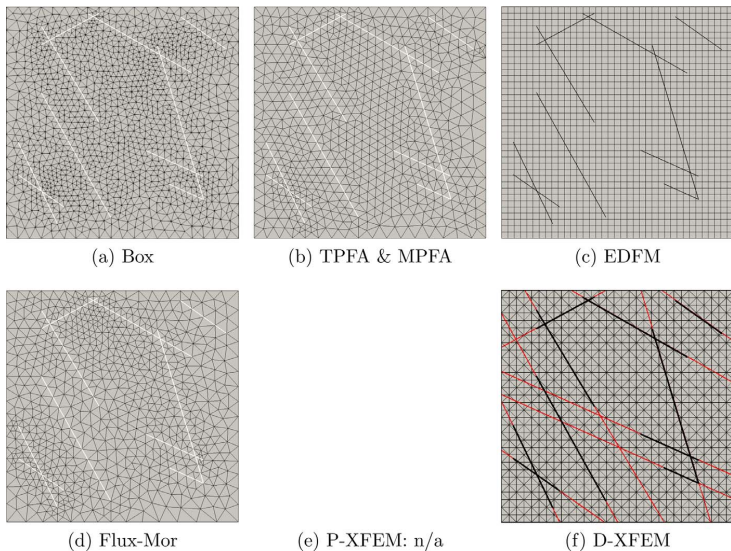 (a) Box
(b) TPFA & MPFA
(c) EDFM
(d) Flux-Mor
(e) P-XFEM: n/a
(f) D-XFEM